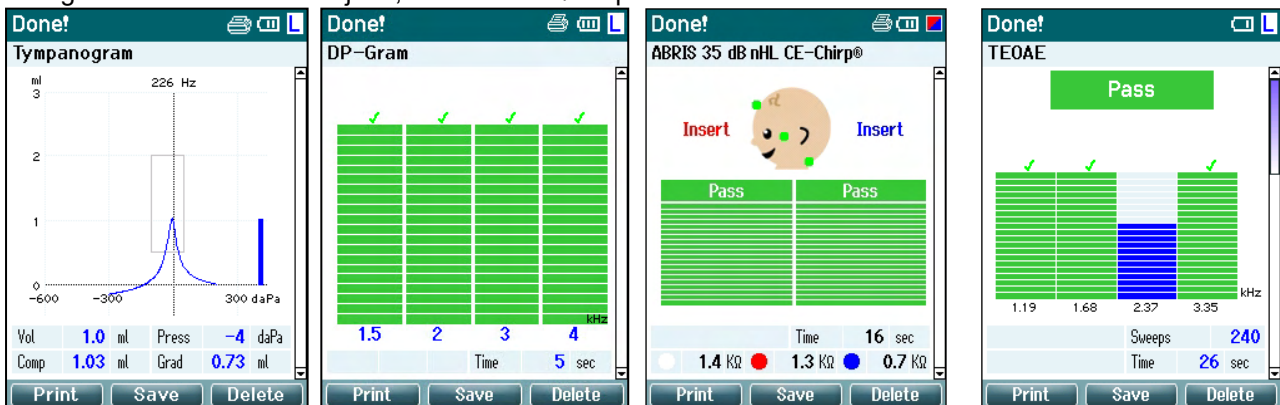 Done!
L
Tympanogram
ml
226 Hz
3
2
1
0
-600
-300
300 daPa
Vol 1.0 ml Press -4 daPa
Comp 1.03 ml Grad 0.73 ml
Print Save Delete
Done!
L
DP-Gram
kHz
1.5 2 3 4
Time 5 sec
Print Save Delete
Done!
ABRIS 35 dB nHL CE-Chirp®
Insert Insert
Pass Pass
Time 16 sec
1.4 KΩ 1.3 KΩ 0.7 KΩ
Print Save Delete
Done!
L
TEOAE
Pass
kHz
1.19 1.68 2.37 3.35
Sweeps 240
Time 26 sec
Print Save Delete